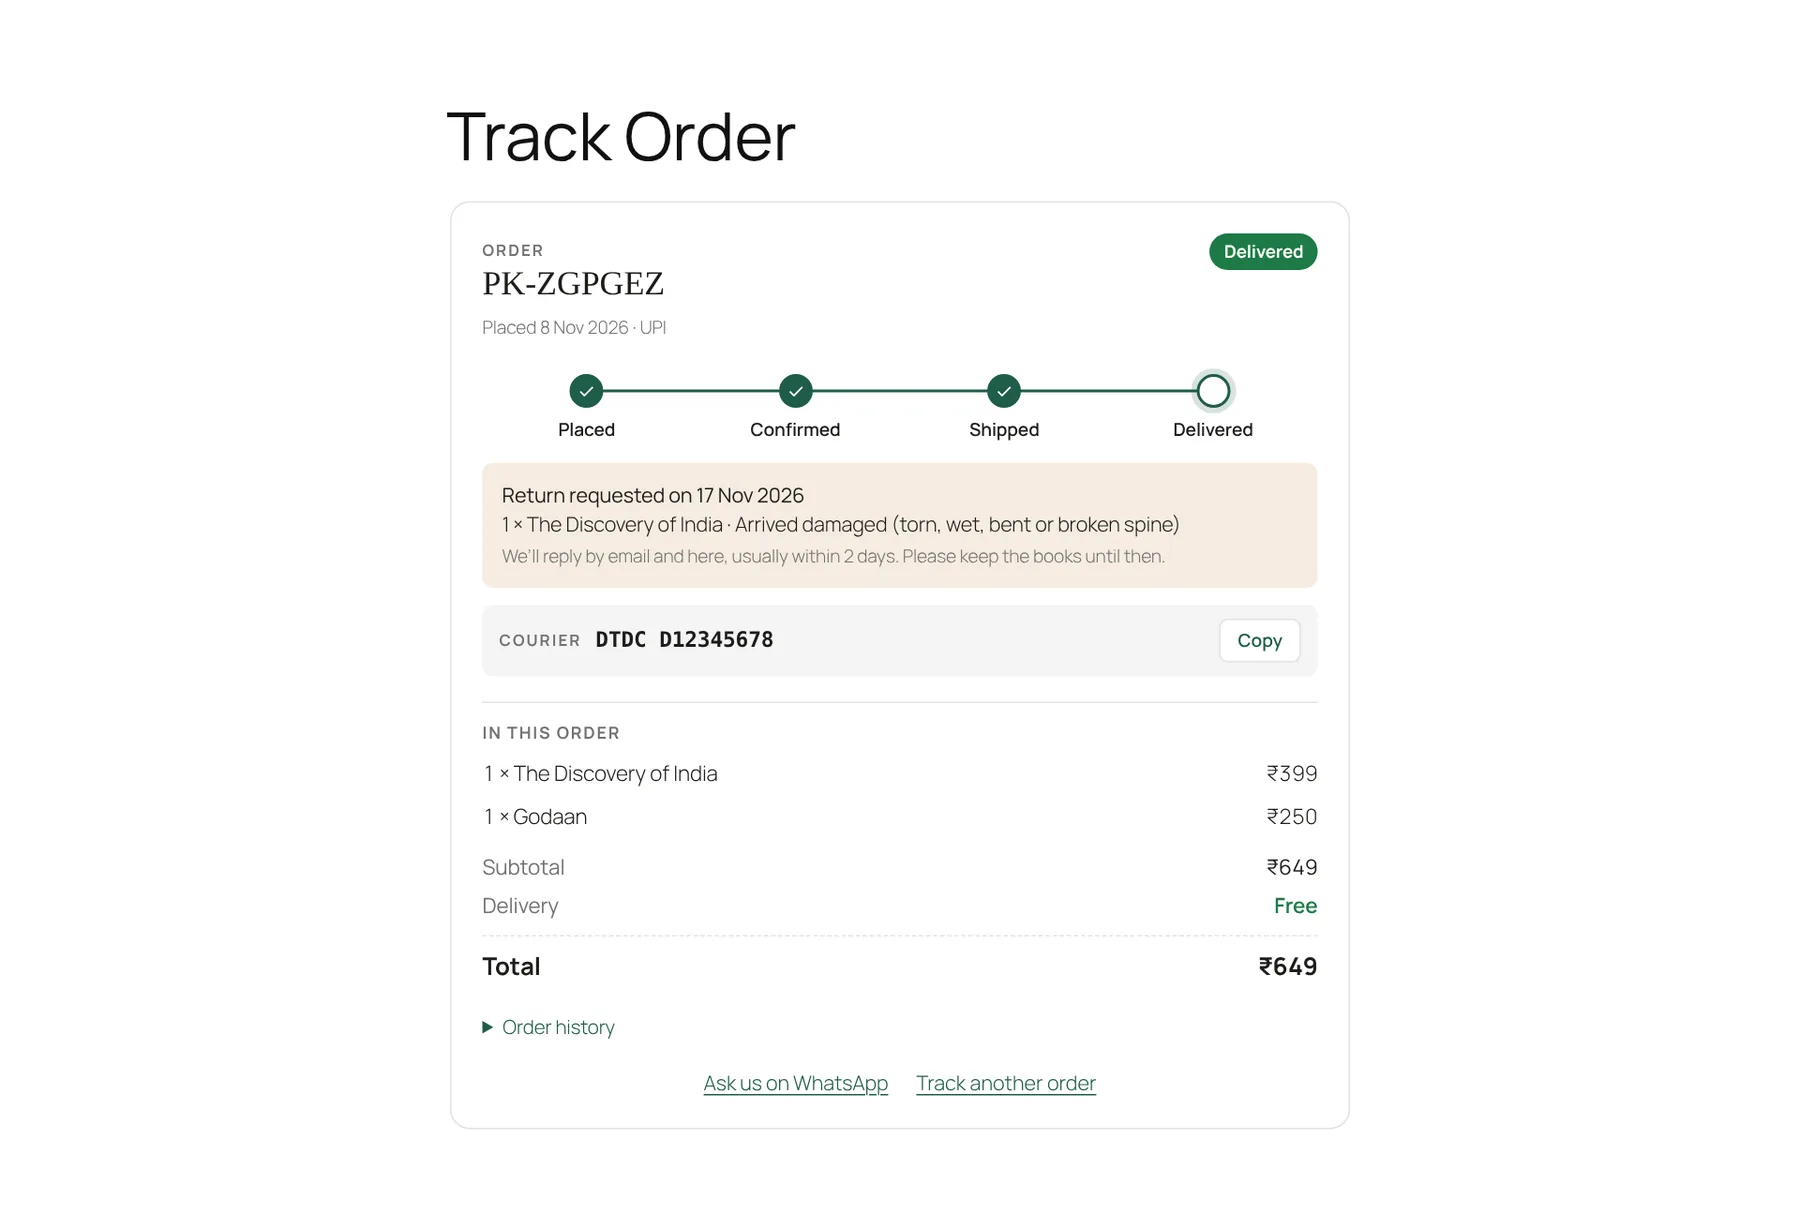 Track Order
ORDER
Delivered
PK-ZGPGEZ
Placed 8 Nov 2026 · UPI
Placed
Confirmed
Shipped
Delivered
Return requested on 17 Nov 2026
1 × The Discovery of India · Arrived damaged (torn, wet, bent or broken spine)
We’ll reply by email and here, usually within 2 days. Please keep the books until then.
COURIER DTDC D12345678
Copy
IN THIS ORDER
1 × The Discovery of India ₹399
1 × Godaan ₹250
Subtotal ₹649
Delivery Free
Total ₹649
Order history
Ask us on WhatsApp Track another order